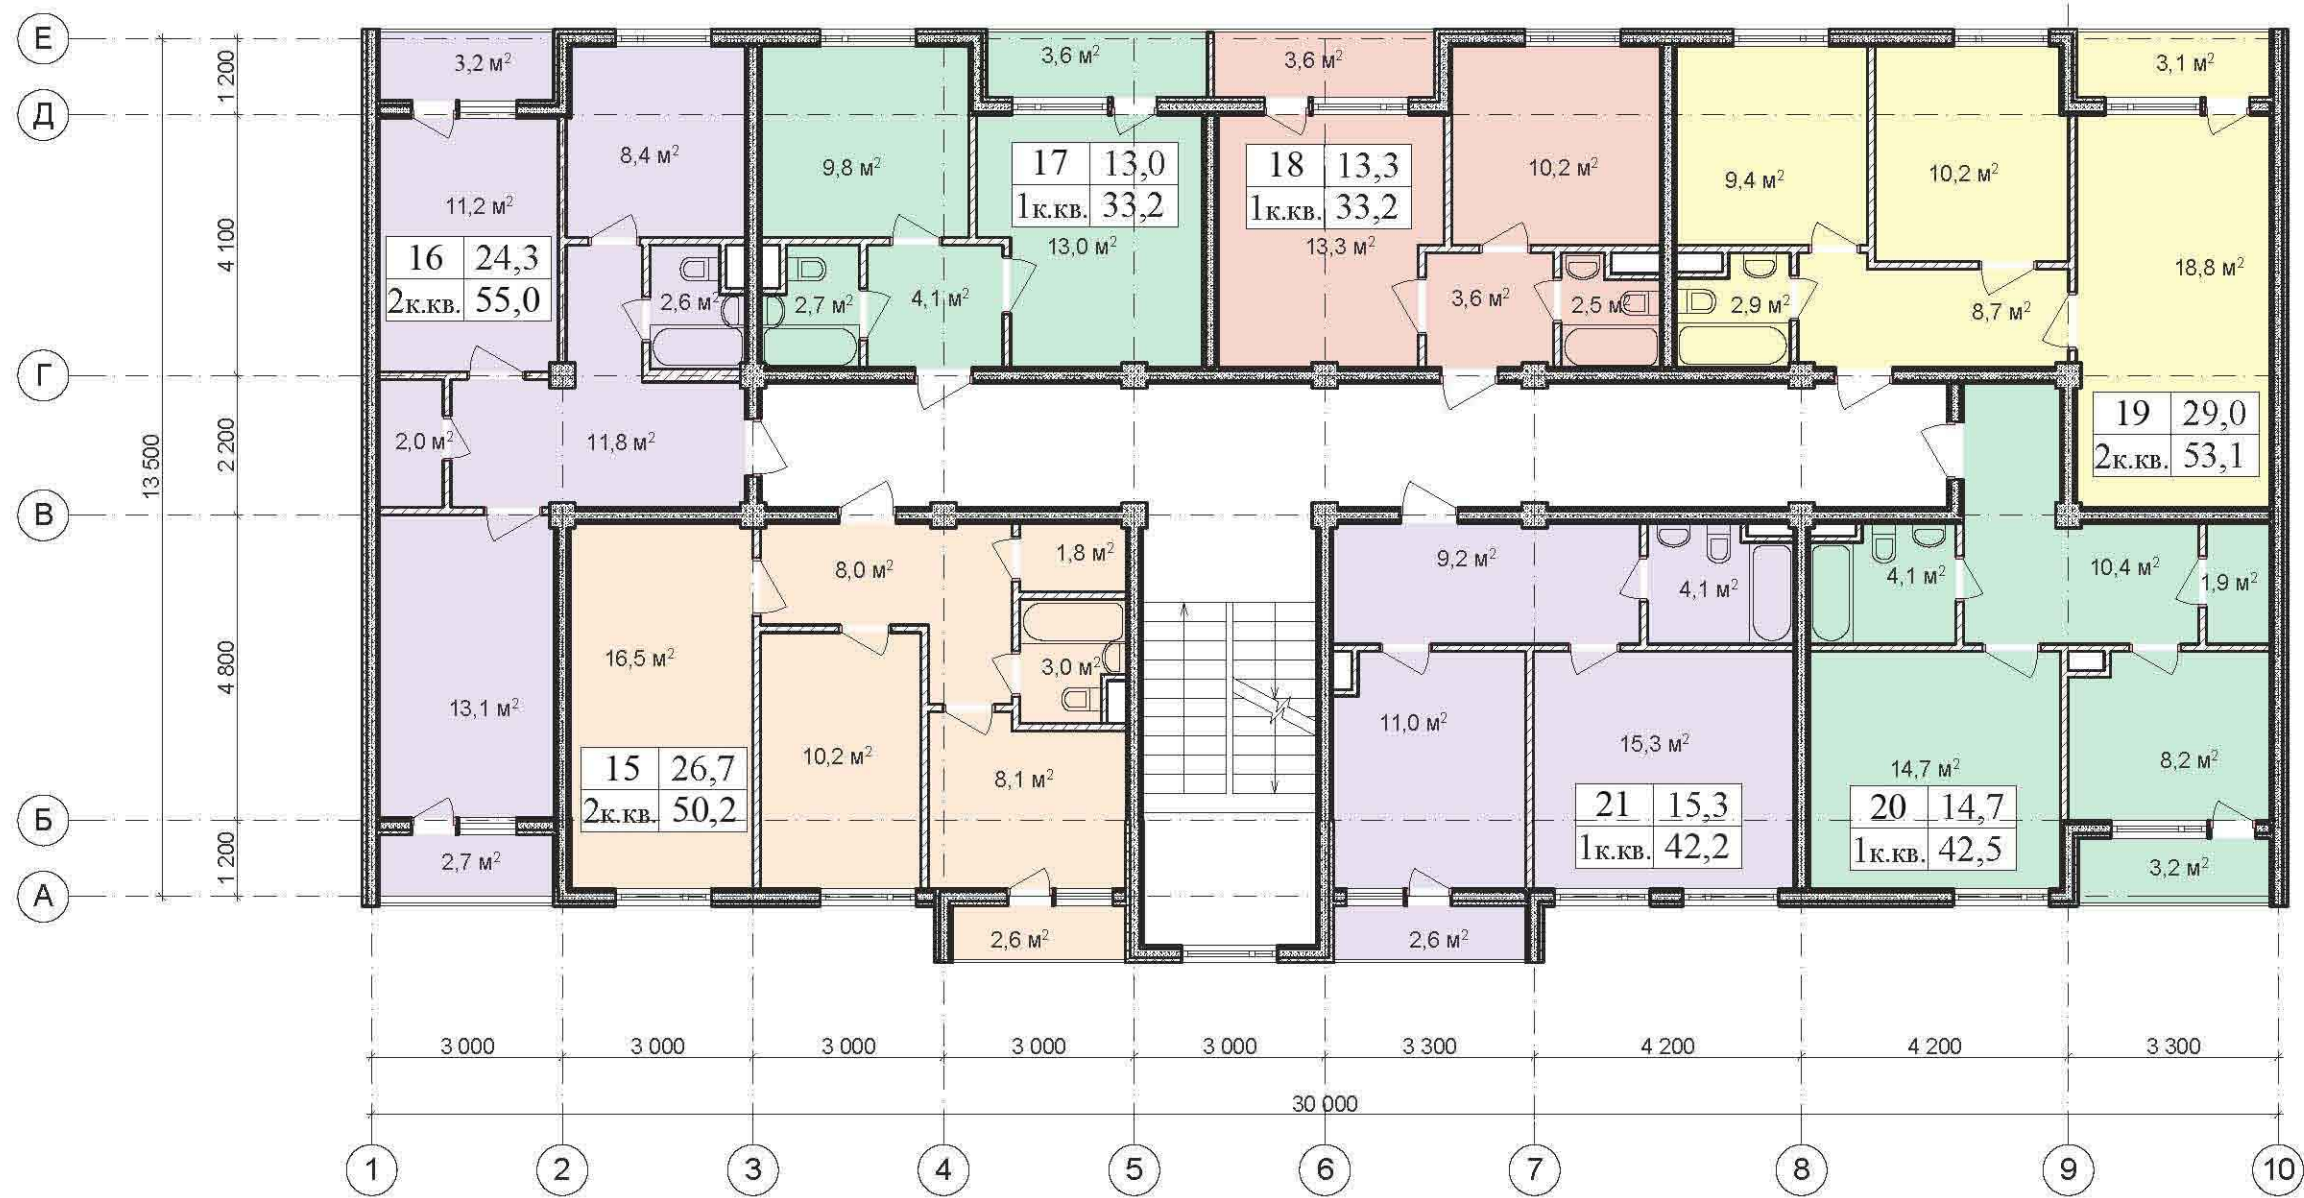 Е
3,2 м²
3,6 м²
3,6 м²
3,1 м²
1 200
Д
8,4 м²
9,8 м²
17 13,0
1к.кв. 33,2
18 13,3
1к.кв. 33,2
10,2 м²
9,4 м²
10,2 м²
11,2 м²
4 100
16 24,3
2к.кв. 55,0
13,0 м²
13,3 м²
18,8 м²
2,6 м²
2,7 м²
4,1 м²
3,6 м²
2,5 м²
2,9 м²
8,7 м²
Г
13 500
2 200
2,0 м²
11,8 м²
19 29,0
2к.кв. 53,1
В
8,0 м²
1,8 м²
9,2 м²
4,1 м²
4,1 м²
10,4 м²
1,9 м²
4 800
16,5 м²
3,0 м²
13,1 м²
10,2 м²
8,1 м²
11,0 м²
15,3 м²
14,7 м²
8,2 м²
15 26,7
2к.кв. 50,2
21 15,3
1к.кв. 42,2
20 14,7
1к.кв. 42,5
Б
1 200
2,7 м²
3,2 м²
А
2,6 м²
2,6 м²
3 000 3 000 3 000 3 000 3 000 3 300 4 200 4 200 3 300
30 000
1 2 3 4 5 6 7 8 9 10